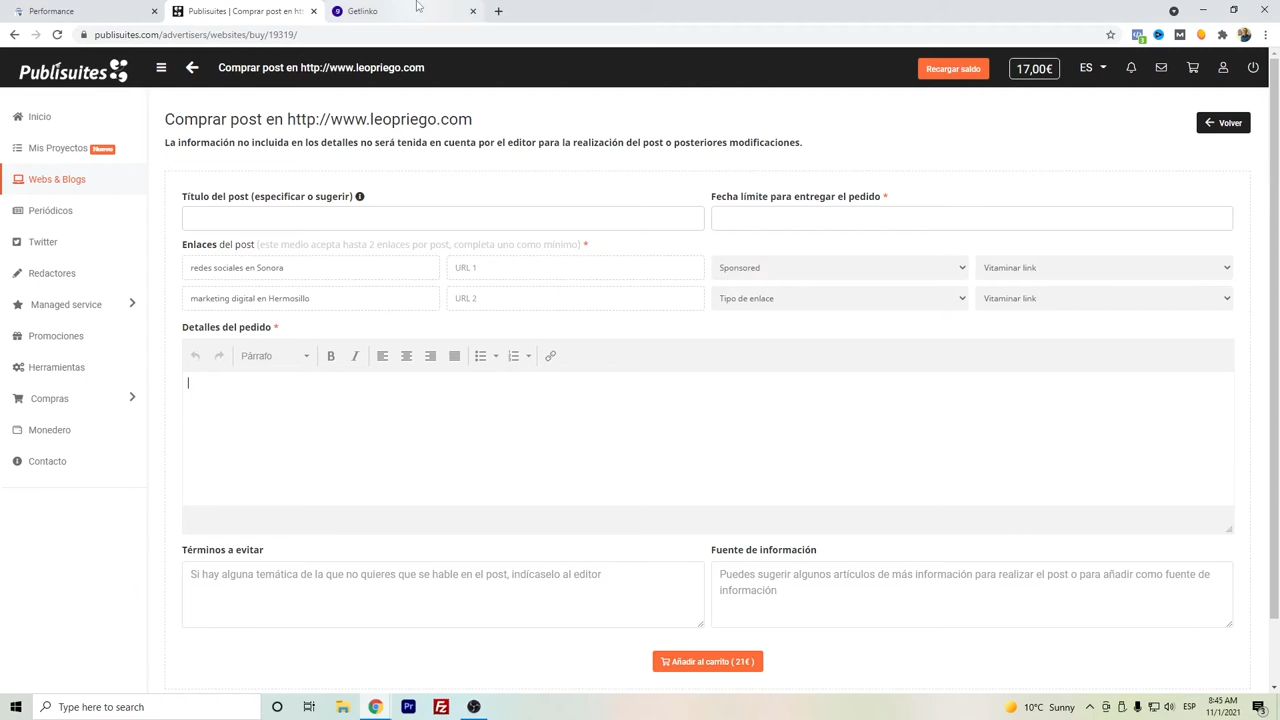 Performance
Publisuites | Comprar post en ht
Getlinko
publisuites.com/advertisers/websites/buy/19319/
Publisuites
Comprar post en http://www.leopriego.com
Recargar saldo
17,00€
ES
Inicio
Mis Proyectos Nuevo
Webs & Blogs
Periódicos
Twitter
Redactores
Managed service
Promociones
Herramientas
Compras
Monedero
Contacto
Comprar post en http://www.leopriego.com
Volver
La información no incluida en los detalles no será tenida en cuenta por el editor para la realización del post o posteriores modificaciones.
Título del post (especificar o sugerir)
Fecha límite para entregar el pedido *
Enlaces del post (este medio acepta hasta 2 enlaces por post, completa uno como mínimo) *
redes sociales en Sonora
URL 1
Sponsored
Vitaminar link
marketing digital en Hermosillo
URL 2
Tipo de enlace
Vitaminar link
Detalles del pedido *
Párrafo
B
I
Términos a evitar
Fuente de información
Si hay alguna temática de la que no quieres que se hable en el post, indícaselo al editor
Puedes sugerir algunos artículos de más información para realizar el post o para añadir como fuente de
información
Añadir al carrito ( 21€ )
Type here to search
Pr
Fz
10°C Sunny
ESP
8:45 AM
11/1/2021
3